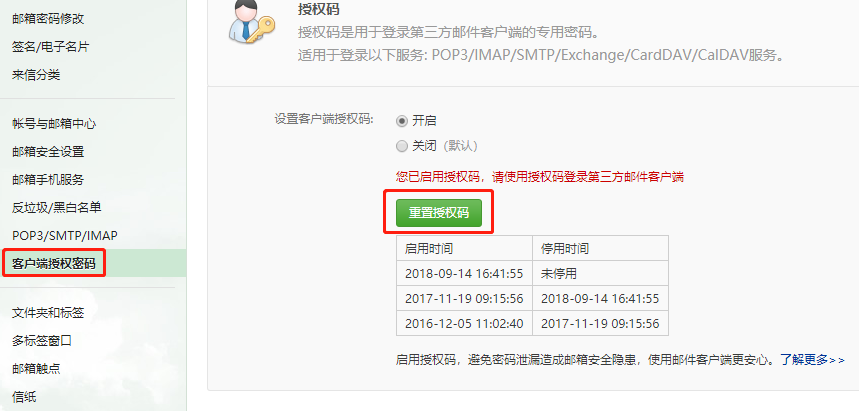 邮箱密码修改
签名/电子名片
来信分类
帐号与邮箱中心
邮箱安全设置
邮箱手机服务
反垃圾/黑白名单
POP3/SMTP/IMAP
客户端授权密码
文件夹和标签
多标签窗口
邮箱触点
信纸
授权码
授权码是用于登录第三方邮件客户端的专用密码。
适用于登录以下服务: POP3/IMAP/SMTP/Exchange/CardDAV/CalDAV服务。
设置客户端授权码: 开启
关闭（默认）
您已启用授权码，请使用授权码登录第三方邮件客户端
重置授权码
启用时间 停用时间
2018-09-14 16:41:55 未停用
2017-11-19 09:15:56 2018-09-14 16:41:55
2016-12-05 11:02:40 2017-11-19 09:15:56
启用授权码，避免密码泄漏造成邮箱安全隐患，使用邮件客户端更安心。了解更多>>